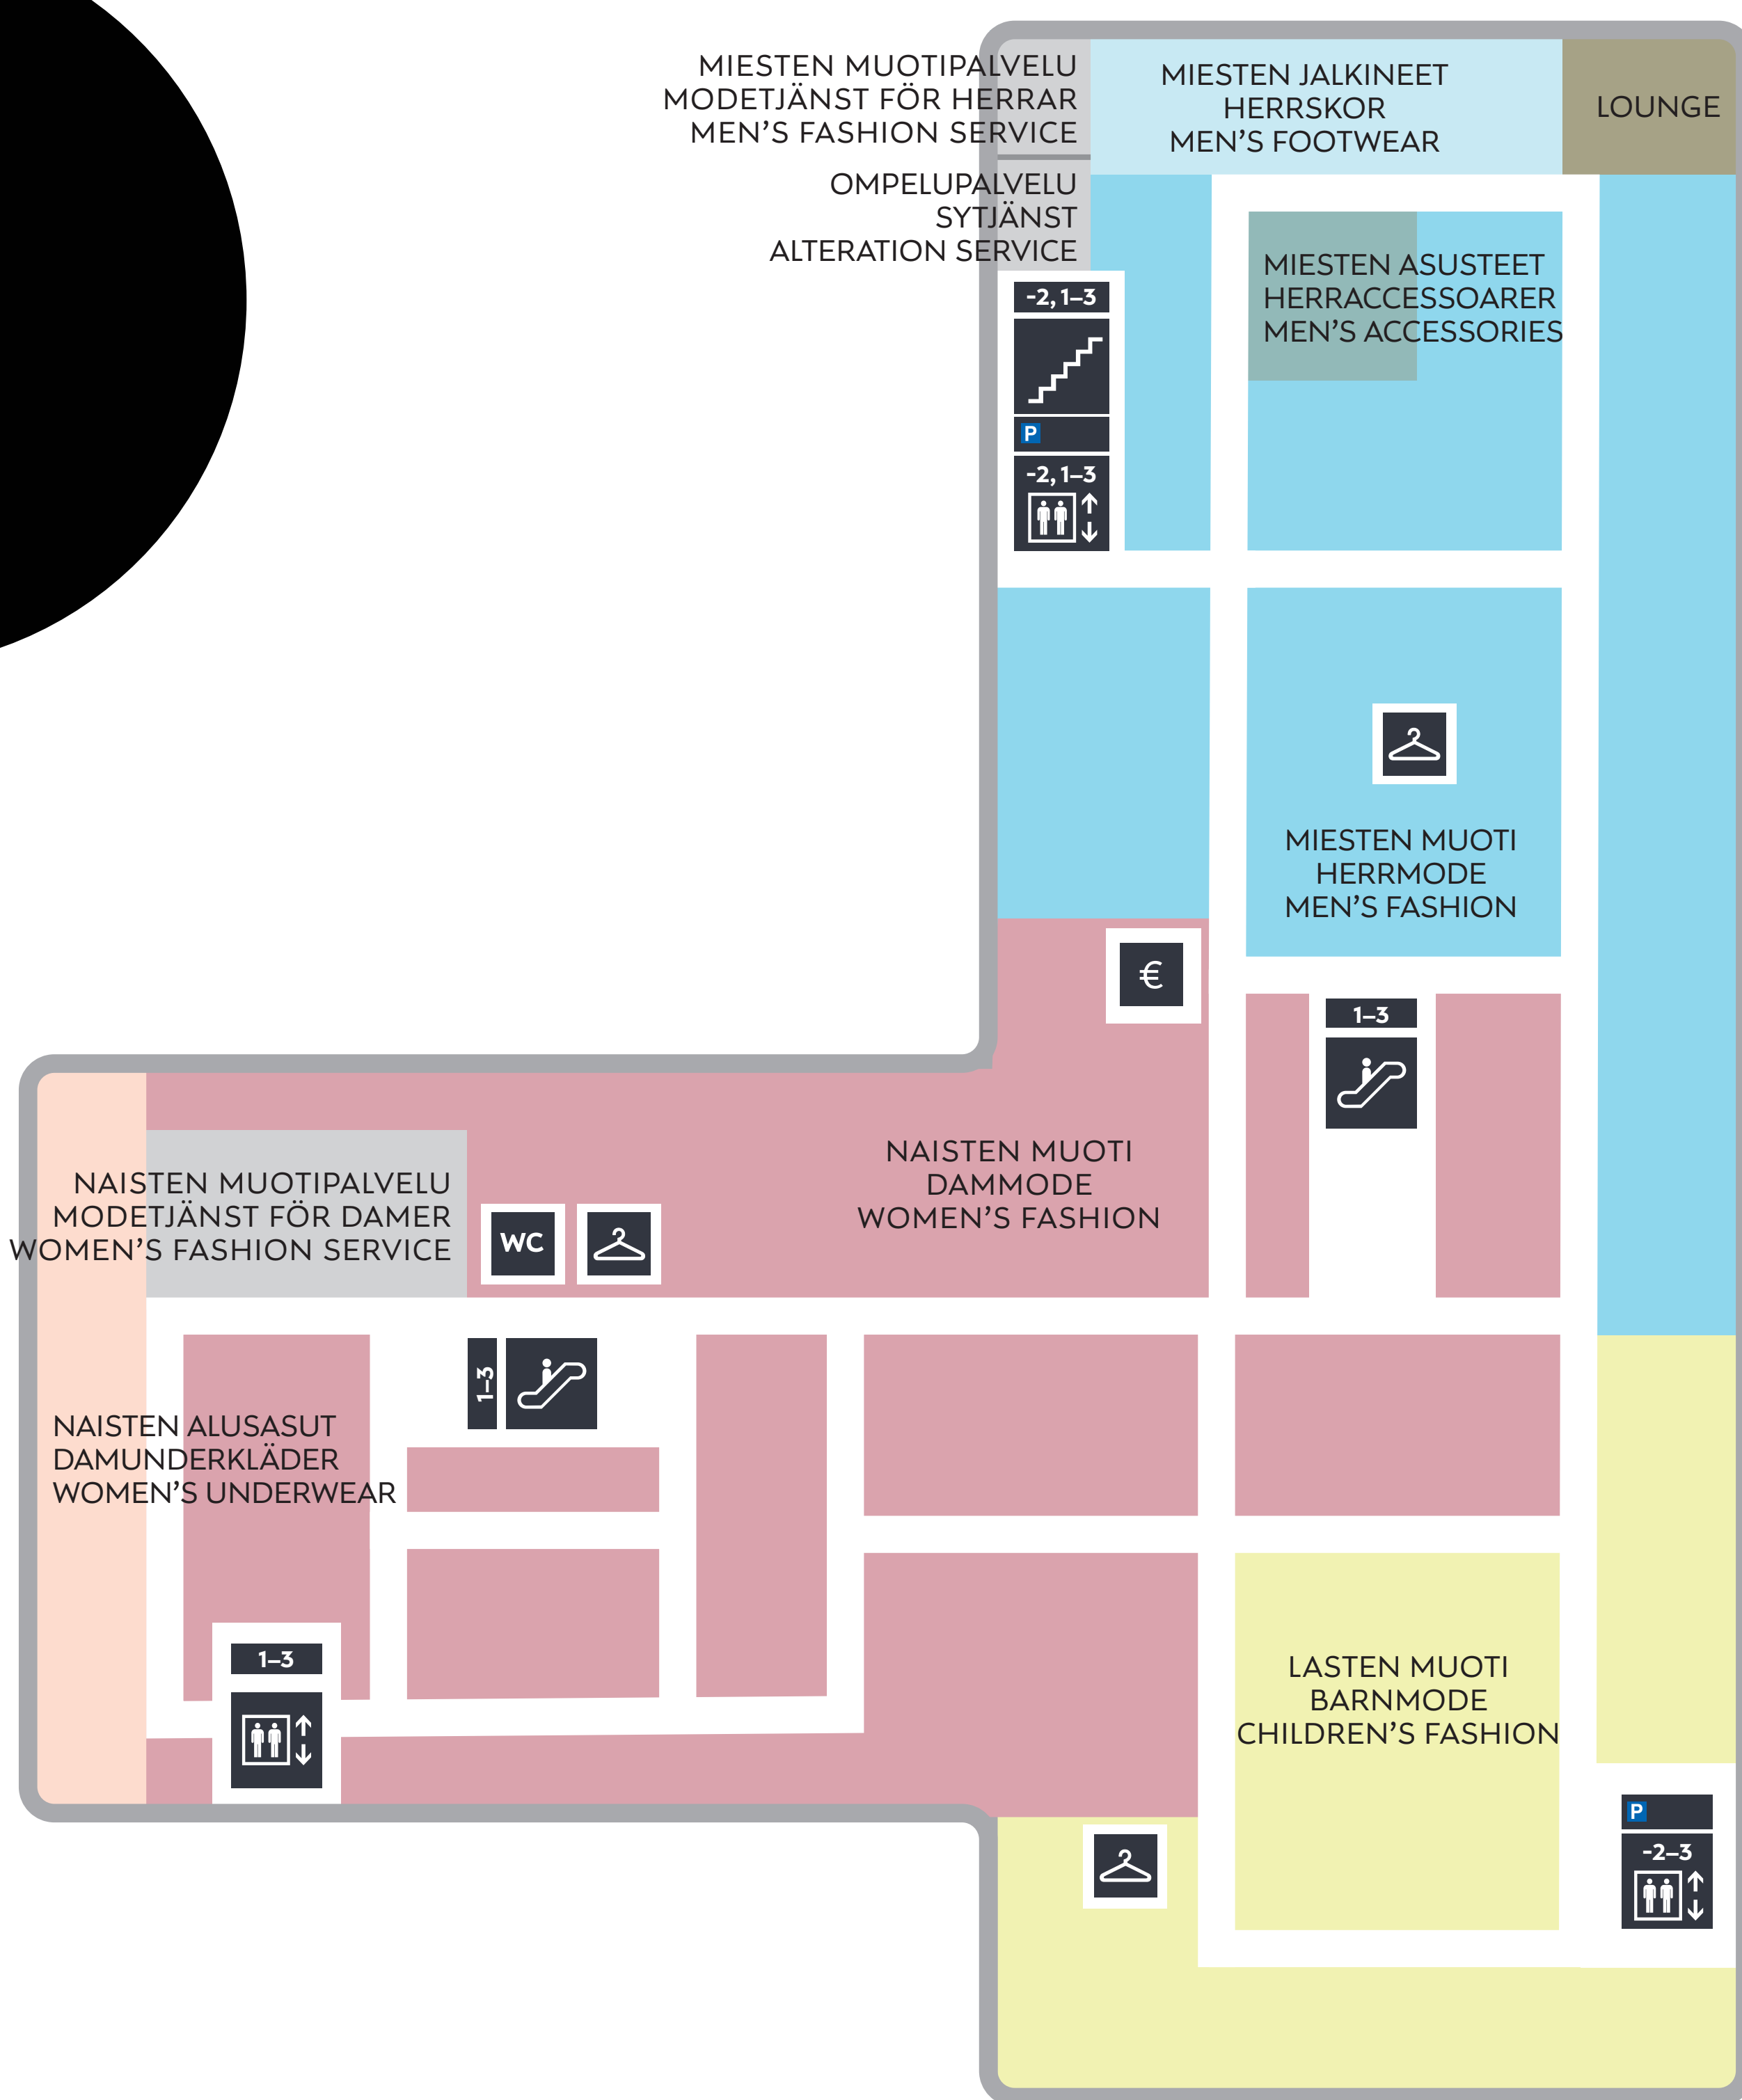 MIESTEN MUOTIPALVELU
MODETJÄNST FÖR HERRAR
MEN’S FASHION SERVICE
MIESTEN JALKINEET
HERRSKOR
MEN’S FOOTWEAR
LOUNGE
OMPELUPALVELU
SYTJÄNST
ALTERATION SERVICE
MIESTEN ASUSTEET
HERRACCESSOARER
MEN’S ACCESSORIES
-2, 1–3
P
-2, 1–3
MIESTEN MUOTI
HERRMODE
MEN’S FASHION
€
1–3
NAISTEN MUOTI
DAMMODE
WOMEN’S FASHION
NAISTEN MUOTIPALVELU
MODETJÄNST FÖR DAMER
WOMEN’S FASHION SERVICE
WC
1–3
NAISTEN ALUSASUT
DAMUNDERKLÄDER
WOMEN’S UNDERWEAR
1–3
LASTEN MUOTI
BARNMODE
CHILDREN’S FASHION
P
-2–3